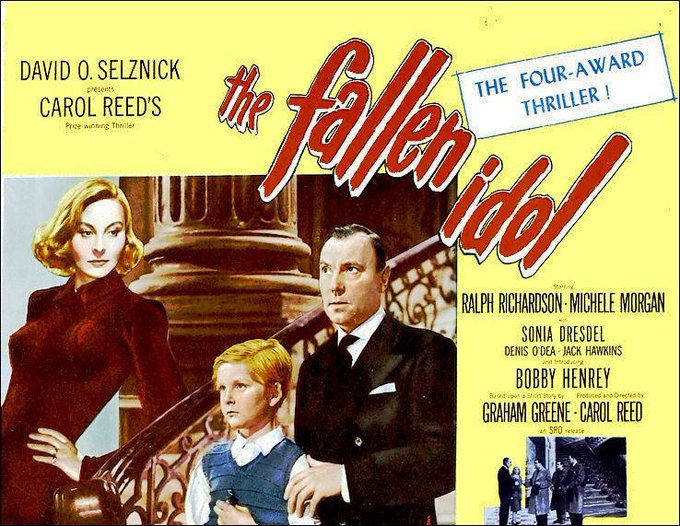 DAVID O. SELZNICK
presents
CAROL REED'S
Prize-winning Thriller
the fallen idol
THE FOUR-AWARD
THRILLER!
Starring
RALPH RICHARDSON · MICHELE MORGAN
with
SONIA DRESDEL
DENIS O'DEA · JACK HAWKINS
and introducing
BOBBY HENREY
Based upon a Short Story by Produced and Directed by
GRAHAM GREENE · CAROL REED
an SRO release